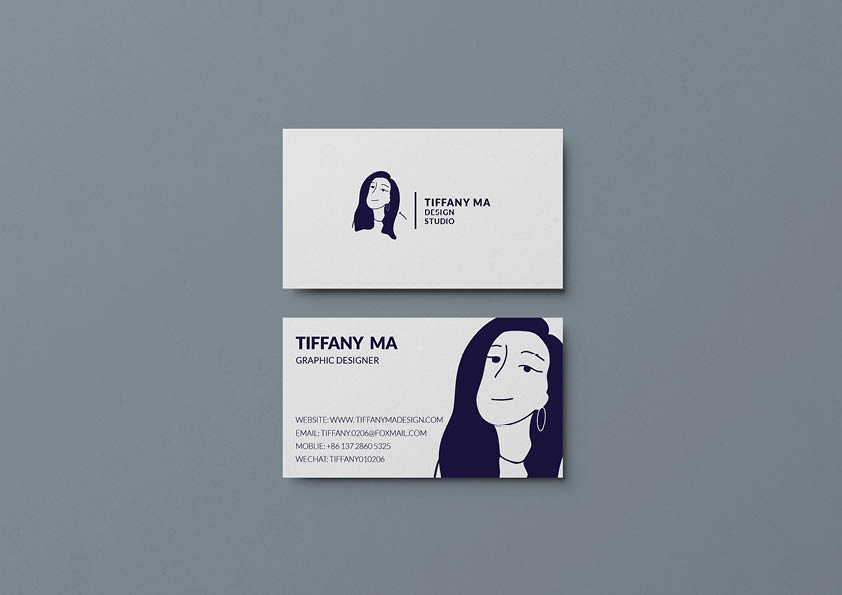 TIFFANY MA
DESIGN
STUDIO
TIFFANY MA
GRAPHIC DESIGNER
WEBSITE: WWW. TIFFANYMADESIGN.COM
EMAIL: TIFFANY.0206@FOXMAIL.COM
MOBLIE: +86 137 2860 5325
WECHAT: TIFFANY010206